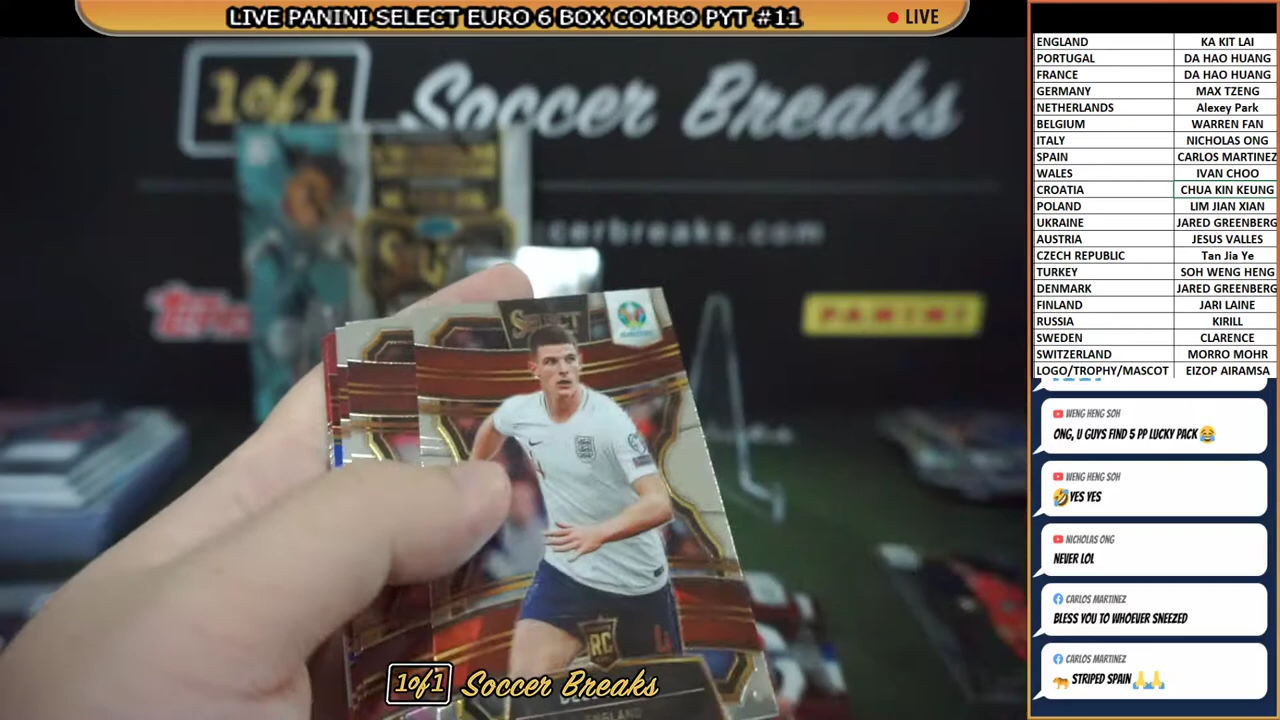 LIVE PANINI SELECT EURO 6 BOX COMBO PYT #11
LIVE
1of1 Soccer Breaks
PANINI
SELECT
RC
ENGLAND
1of1 Soccer Breaks
ENGLAND KA KIT LAI
PORTUGAL DA HAO HUANG
FRANCE DA HAO HUANG
GERMANY MAX TZENG
NETHERLANDS Alexey Park
BELGIUM WARREN FAN
ITALY NICHOLAS ONG
SPAIN CARLOS MARTINEZ
WALES IVAN CHOO
CROATIA CHUA KIN KEUNG
POLAND LIM JIAN XIAN
UKRAINE JARED GREENBERG
AUSTRIA JESUS VALLES
CZECH REPUBLIC Tan Jia Ye
TURKEY SOH WENG HENG
DENMARK JARED GREENBERG
FINLAND JARI LAINE
RUSSIA KIRILL
SWEDEN CLARENCE
SWITZERLAND MORRO MOHR
LOGO/TROPHY/MASCOT EIZOP AIRAMSA
WENG HENG SOH
ONG, U GUYS FIND 5 PP LUCKY PACK😂
WENG HENG SOH
🤣YES YES
NICHOLAS ONG
NEVER LOL
CARLOS MARTINEZ
BLESS YOU TO WHOEVER SNEEZED
CARLOS MARTINEZ
🐅 STRIPED SPAIN🙏🙏